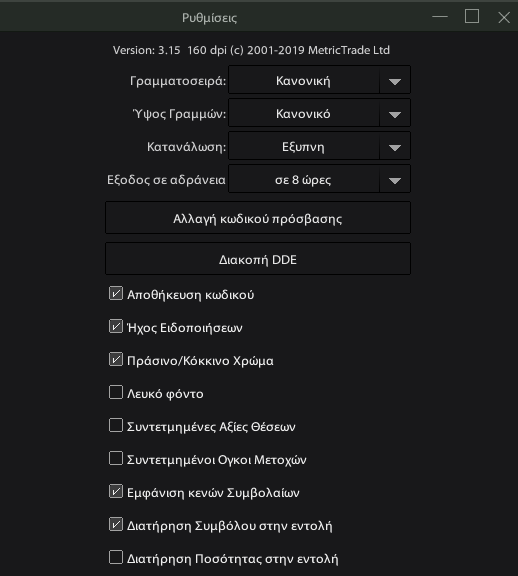 Ρυθμίσεις
Version: 3.15 160 dpi (c) 2001-2019 MetricTrade Ltd
Γραμματοσειρά: Κανονική
Ύψος Γραμμών: Κανονικό
Κατανάλωση: Εξυπνη
Εξοδος σε αδράνεια σε 8 ώρες
Αλλαγή κωδικού πρόσβασης
Διακοπή DDE
Αποθήκευση κωδικού
Ήχος Ειδοποιήσεων
Πράσινο/Κόκκινο Χρώμα
Λευκό φόντο
Συντετμημένες Αξίες Θέσεων
Συντετμημένοι Ογκοι Μετοχών
Εμφάνιση κενών Συμβολαίων
Διατήρηση Συμβόλου στην εντολή
Διατήρηση Ποσότητας στην εντολή